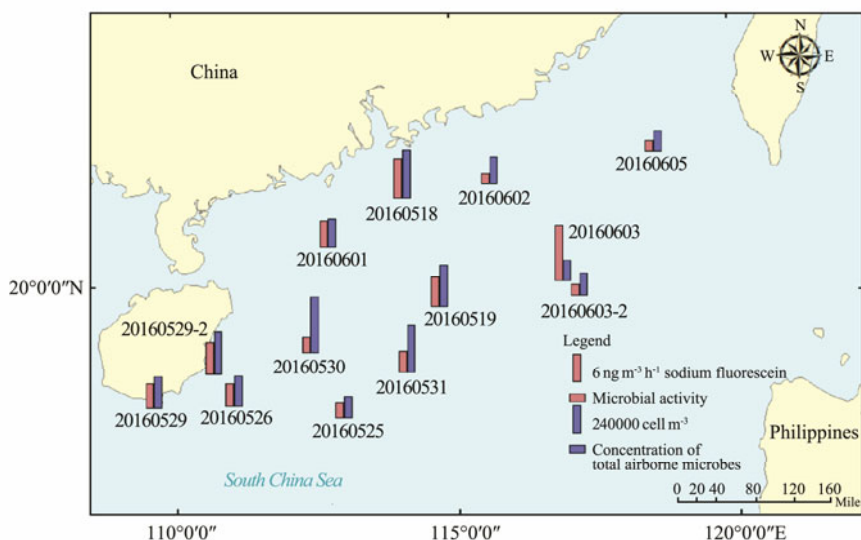 N
China
W E
S
20160605
20160602
20160518
20160603
20160601
20°0′0″N
20160519
20160603-2
20160529-2
Legend
20160530
6 ng m⁻³ h⁻¹ sodium fluorescein
20160531
Microbial activity
20160529
20160526
240000 cell m⁻³
20160525
Philippines
Concentration of
total airborne microbes
South China Sea
0 20 40 80 120 160
Mile
110°0′0″ 115°0′0″ 120°0′0″E